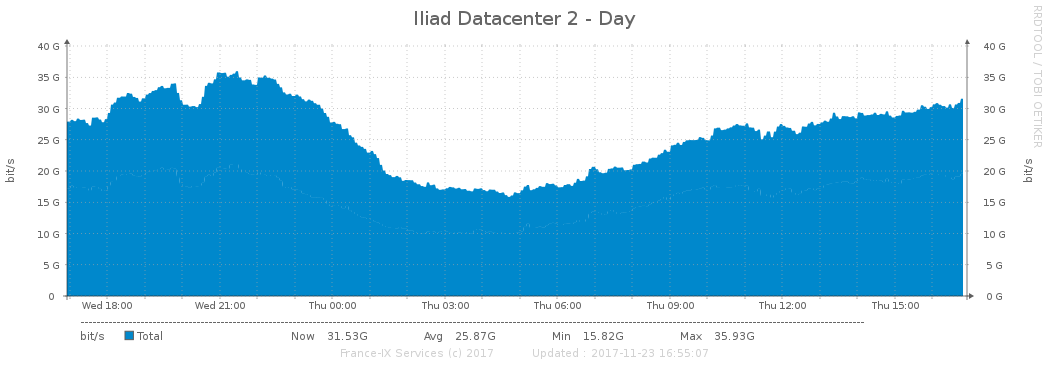 Iliad Datacenter 2 - Day
RRDTOOL / TOBI OETIKER
40 G 40 G
35 G 35 G
30 G 30 G
25 G 25 G
20 G 20 G
15 G 15 G
10 G 10 G
5 G 5 G
0 0 G
bit/s bit/s
Wed 18:00 Wed 21:00 Thu 00:00 Thu 03:00 Thu 06:00 Thu 09:00 Thu 12:00 Thu 15:00
bit/s Total Now 31.53G Avg 25.87G Min 15.82G Max 35.93G
France-IX Services (c) 2017 Updated : 2017-11-23 16:55:07